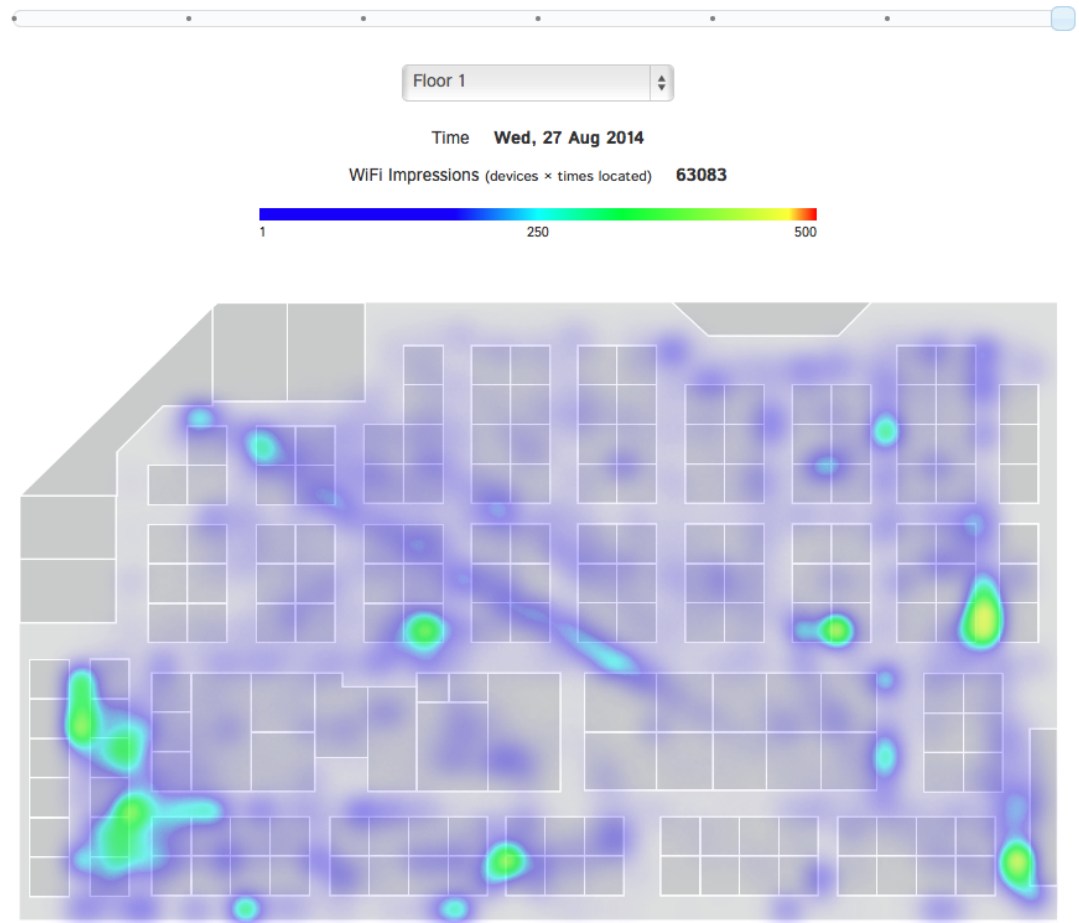 Floor 1
Time Wed, 27 Aug 2014
WiFi Impressions (devices × times located) 63083
1 250 500